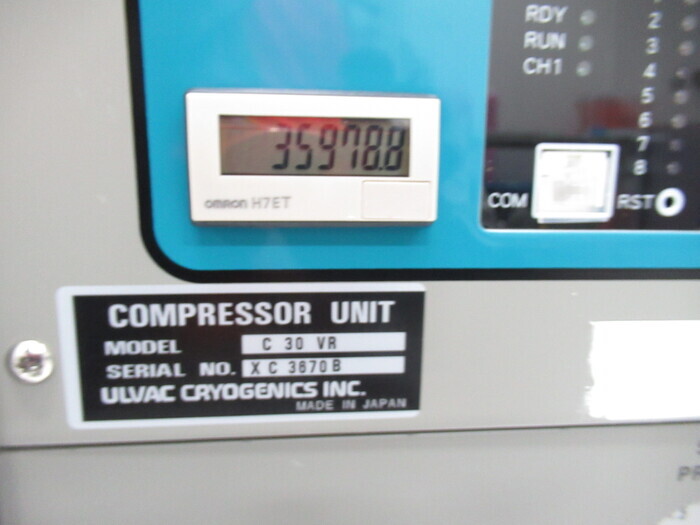 RDY
RUN
CH1
2
3
4
5
6
7
8
COM
RST
35978.8
OMRON H7ET
COMPRESSOR UNIT
MODEL C 30 VR
SERIAL NO. X C 3670 B
ULVAC CRYOGENICS INC.
MADE IN JAPAN